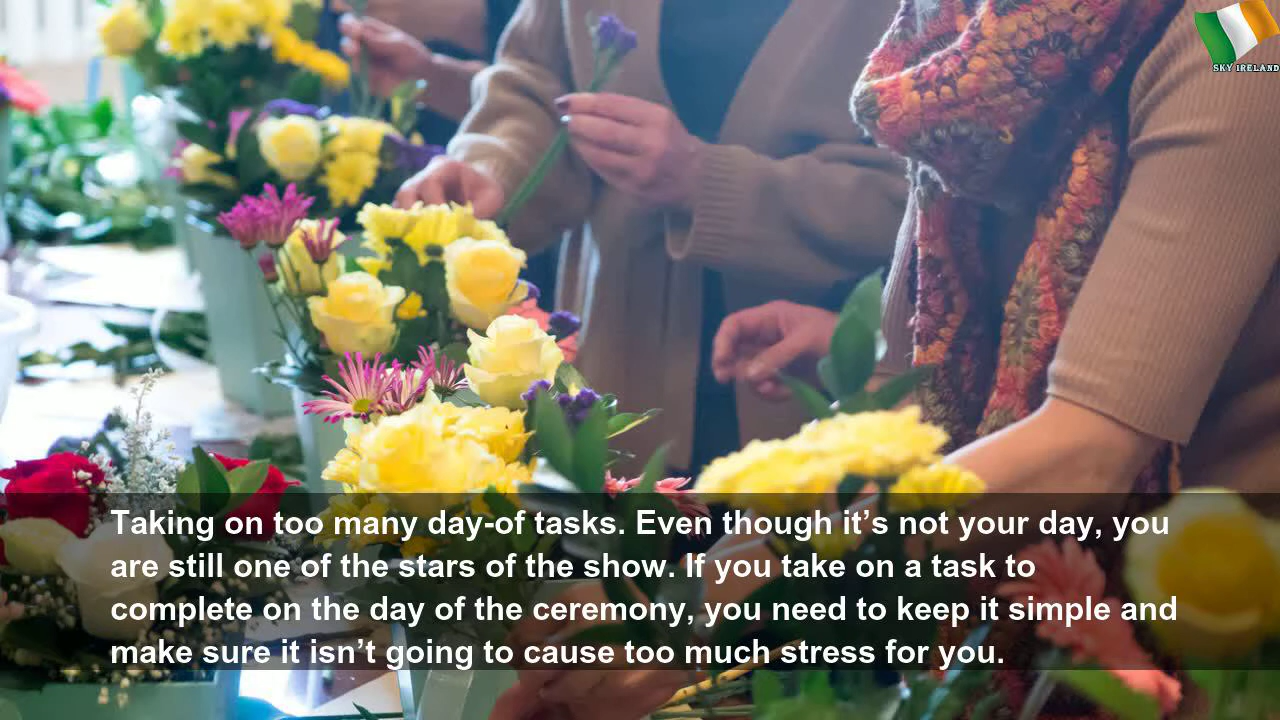 SKY IRELAND
Taking on too many day-of tasks. Even though it’s not your day, you
are still one of the stars of the show. If you take on a task to
complete on the day of the ceremony, you need to keep it simple and
make sure it isn’t going to cause too much stress for you.